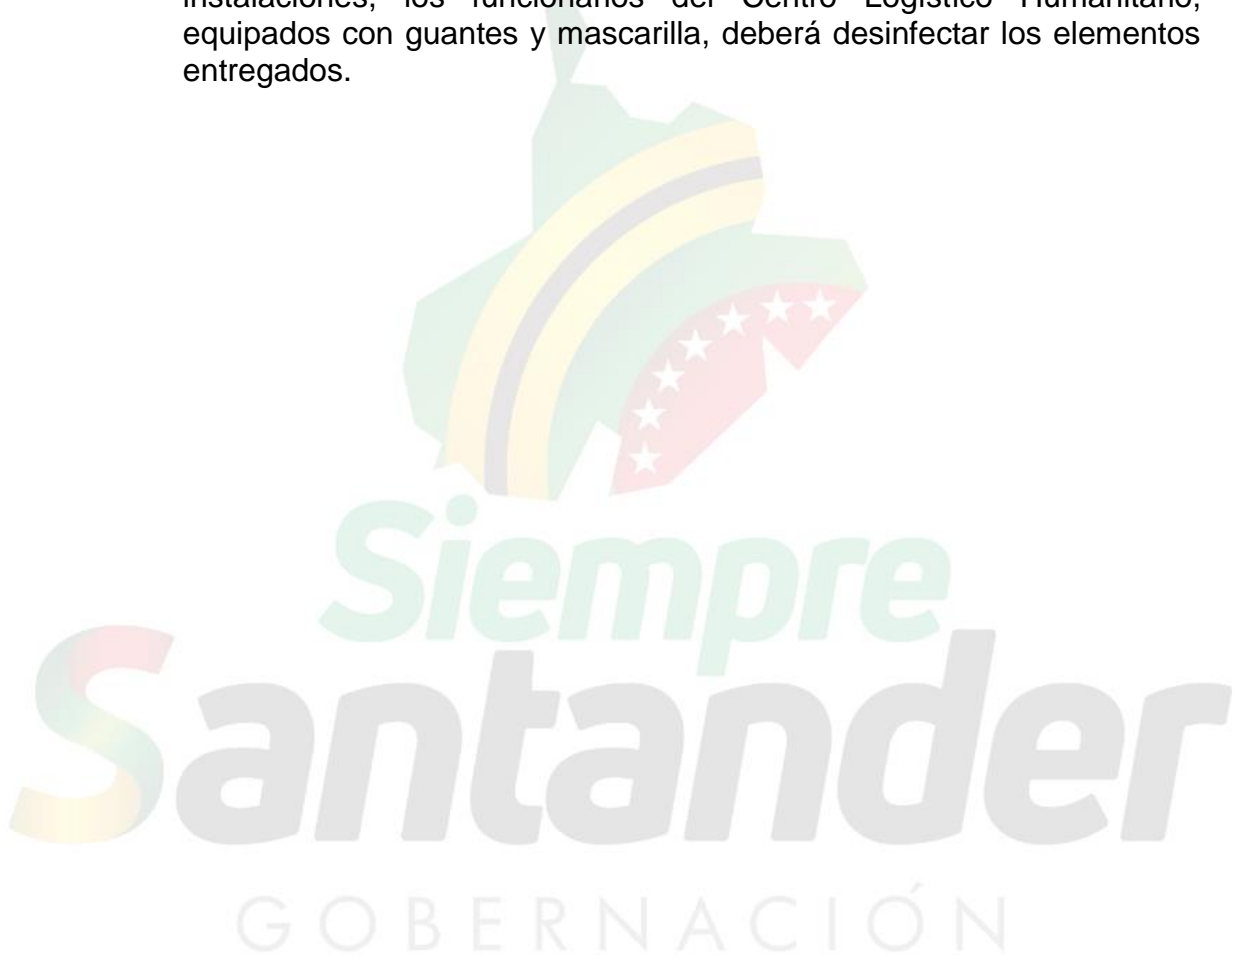 instalaciones, los funcionarios del Centro Logístico Humanitario,
equipados con guantes y mascarilla, deberá desinfectar los elementos
entregados.
Siempre
Santander
GOBERNACIÓN